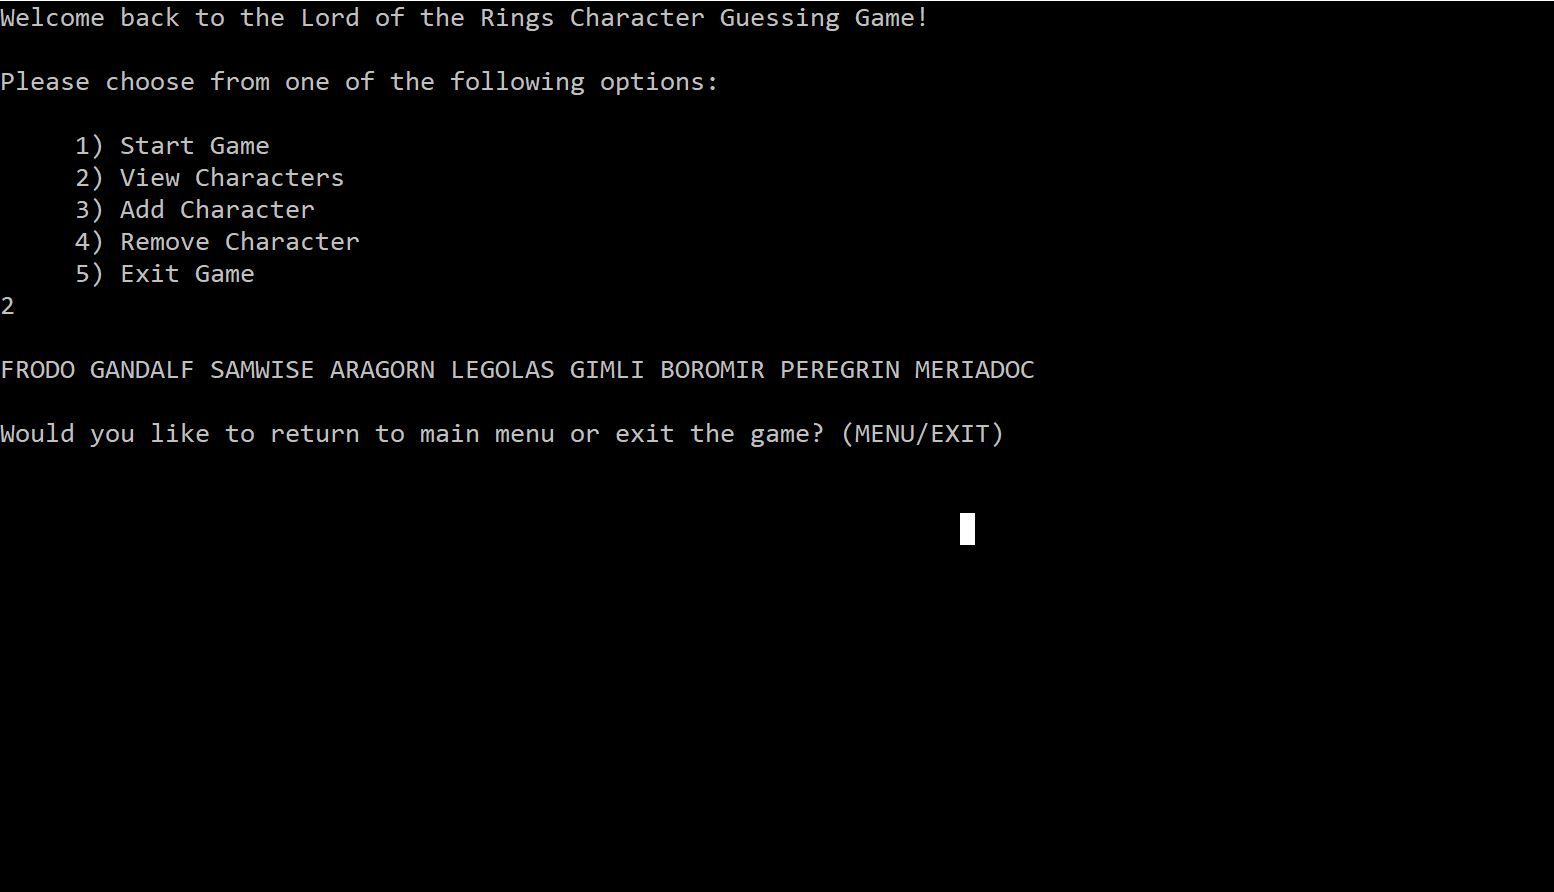 Welcome back to the Lord of the Rings Character Guessing Game!
Please choose from one of the following options:
1) Start Game
2) View Characters
3) Add Character
4) Remove Character
5) Exit Game
2
FRODO GANDALF SAMWISE ARAGORN LEGOLAS GIMLI BOROMIR PEREGRIN MERIADOC
Would you like to return to main menu or exit the game? (MENU/EXIT)